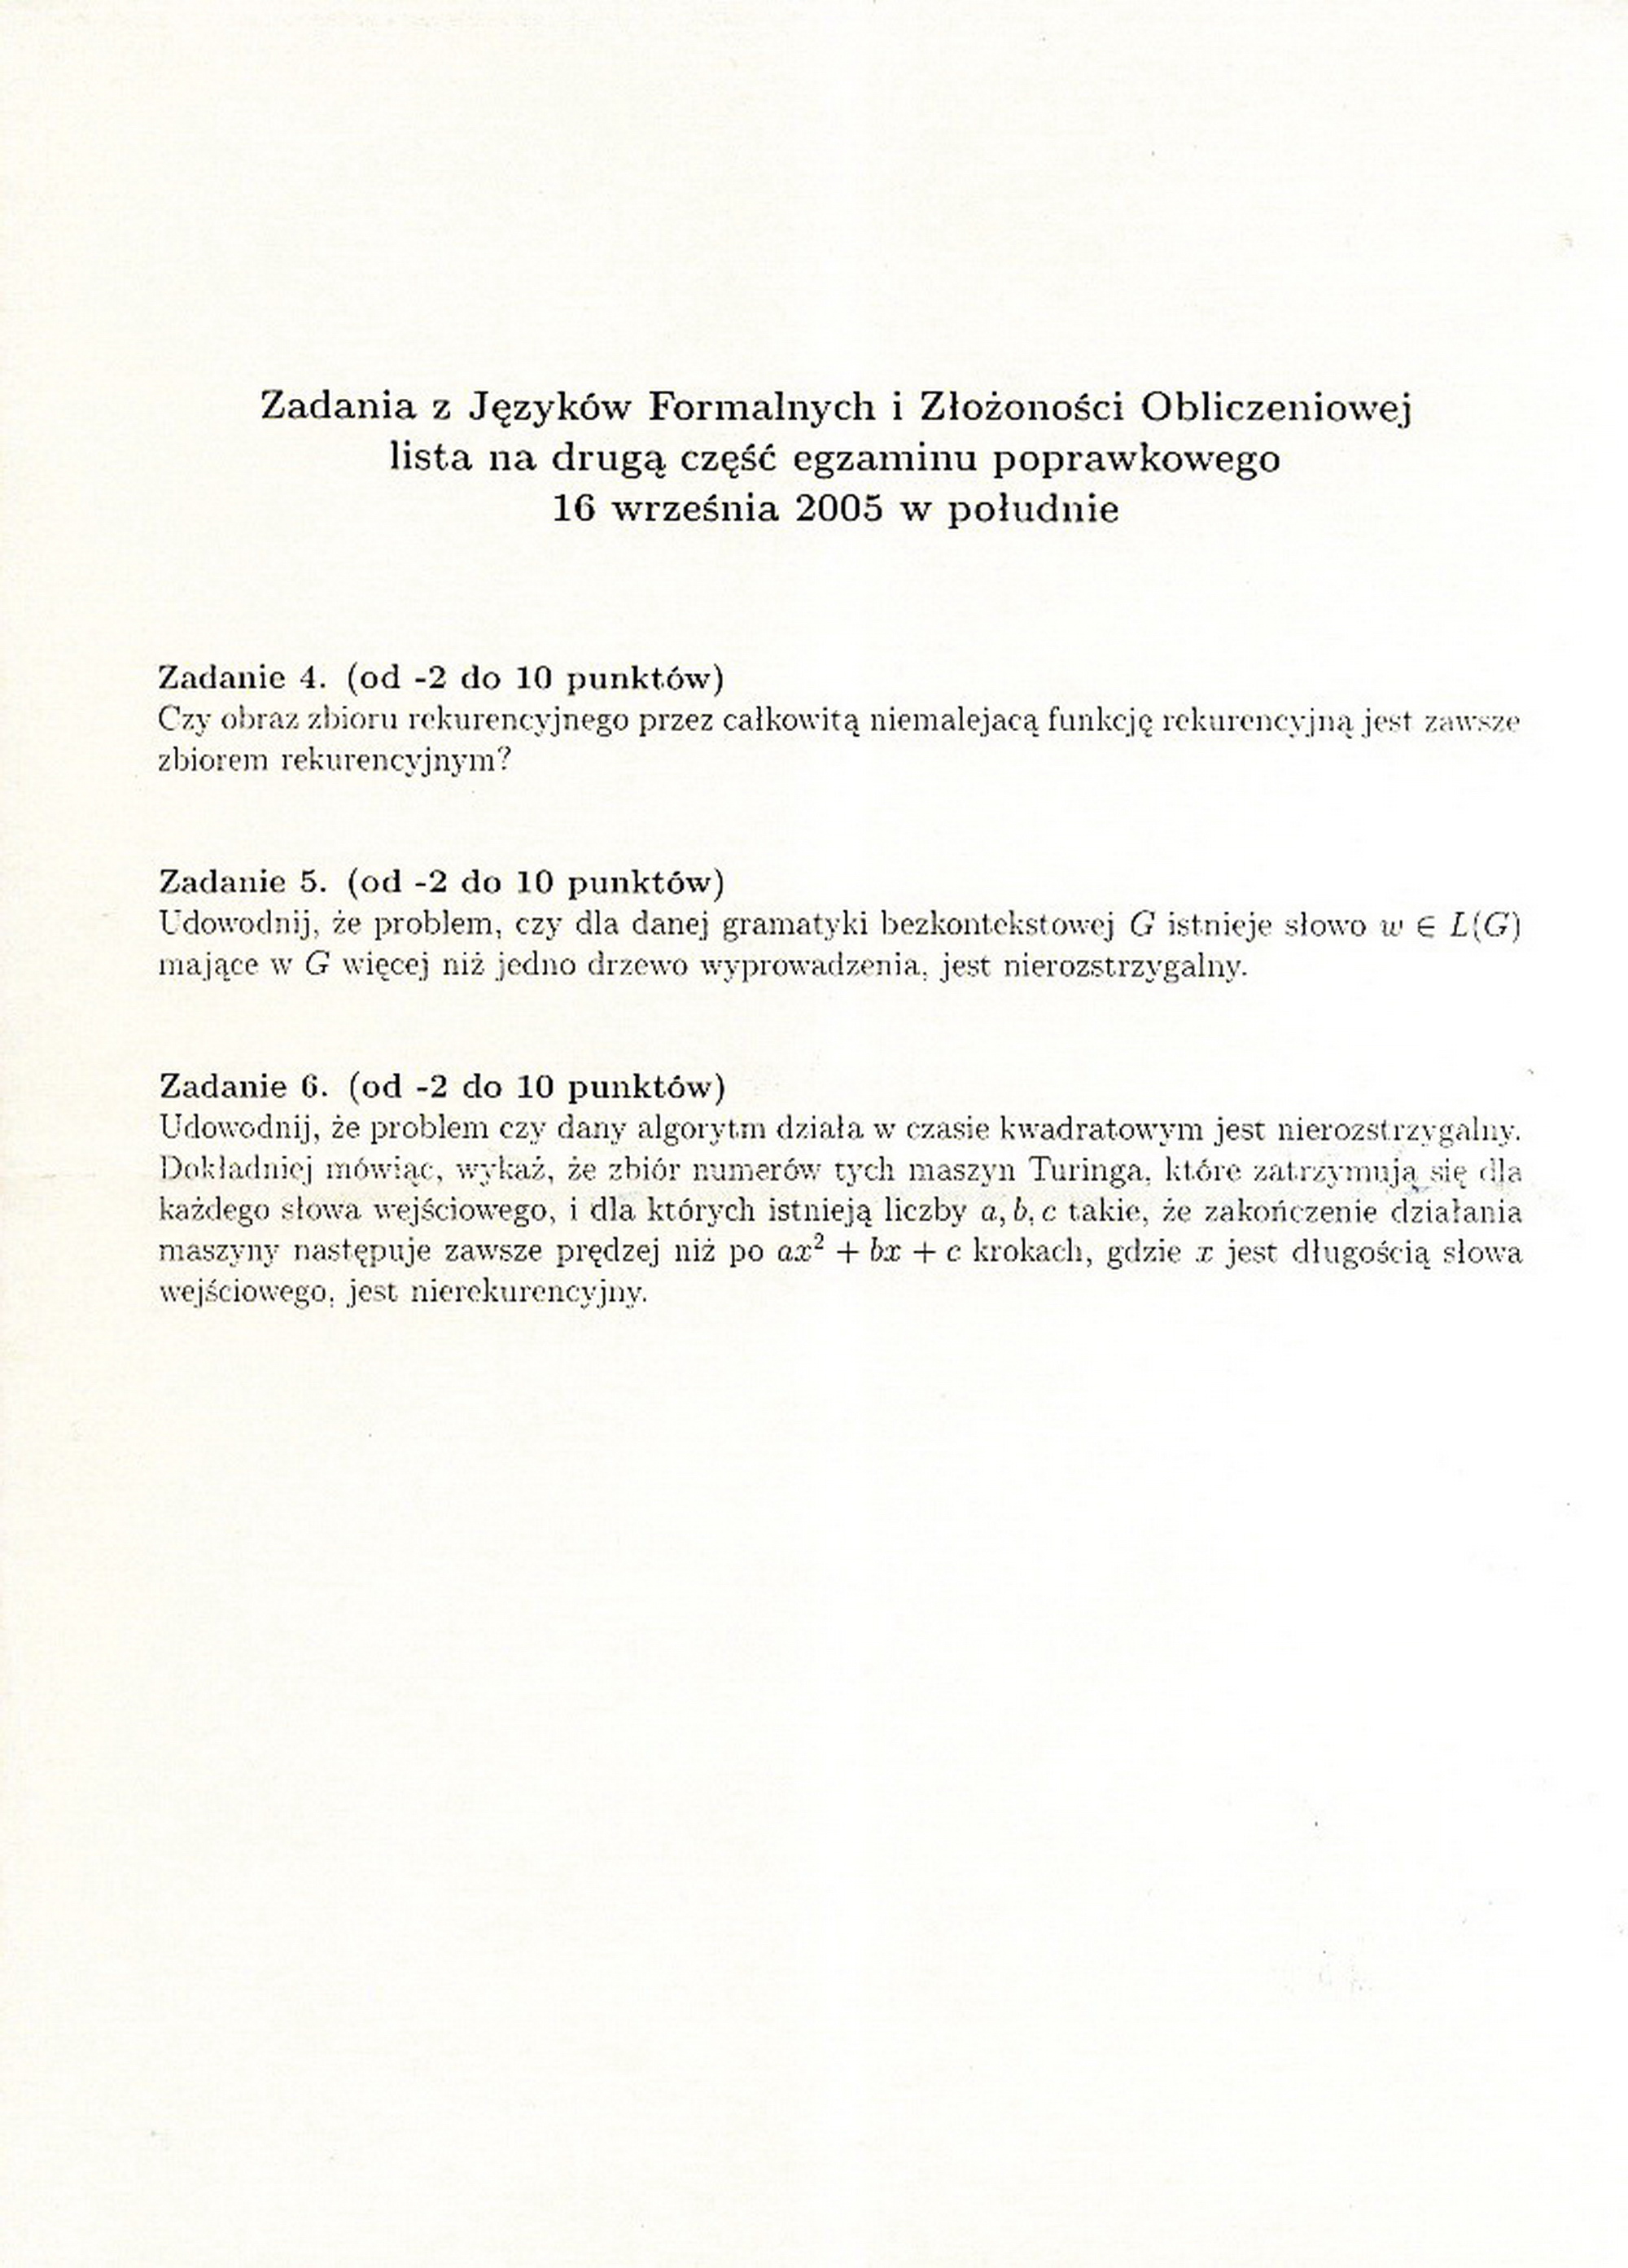 Zadania z Języków Formalnych i Złożoności Obliczeniowej
lista na drugą część egzaminu poprawkowego
16 września 2005 w południe
Zadanie 4. (od -2 do 10 punktów)
Czy obraz zbioru rekurencyjnego przez całkowitą niemalejacą funkcję rekurencyjną jest zawsze
zbiorem rekurencyjnym?
Zadanie 5. (od -2 do 10 punktów)
Udowodnij, że problem, czy dla danej gramatyki bezkontekstowej G istnieje słowo w ∈ L(G)
mające w G więcej niż jedno drzewo wyprowadzenia, jest nierozstrzygalny.
Zadanie 6. (od -2 do 10 punktów)
Udowodnij, że problem czy dany algorytm działa w czasie kwadratowym jest nierozstrzygalny.
Dokładniej mówiąc, wykaż, że zbiór numerów tych maszyn Turinga, które zatrzymują się dla
każdego słowa wejściowego, i dla których istnieją liczby a, b, c takie, że zakończenie działania
maszyny następuje zawsze prędzej niż po ax² + bx + c krokach, gdzie x jest długością słowa
wejściowego, jest nierekurencyjny.